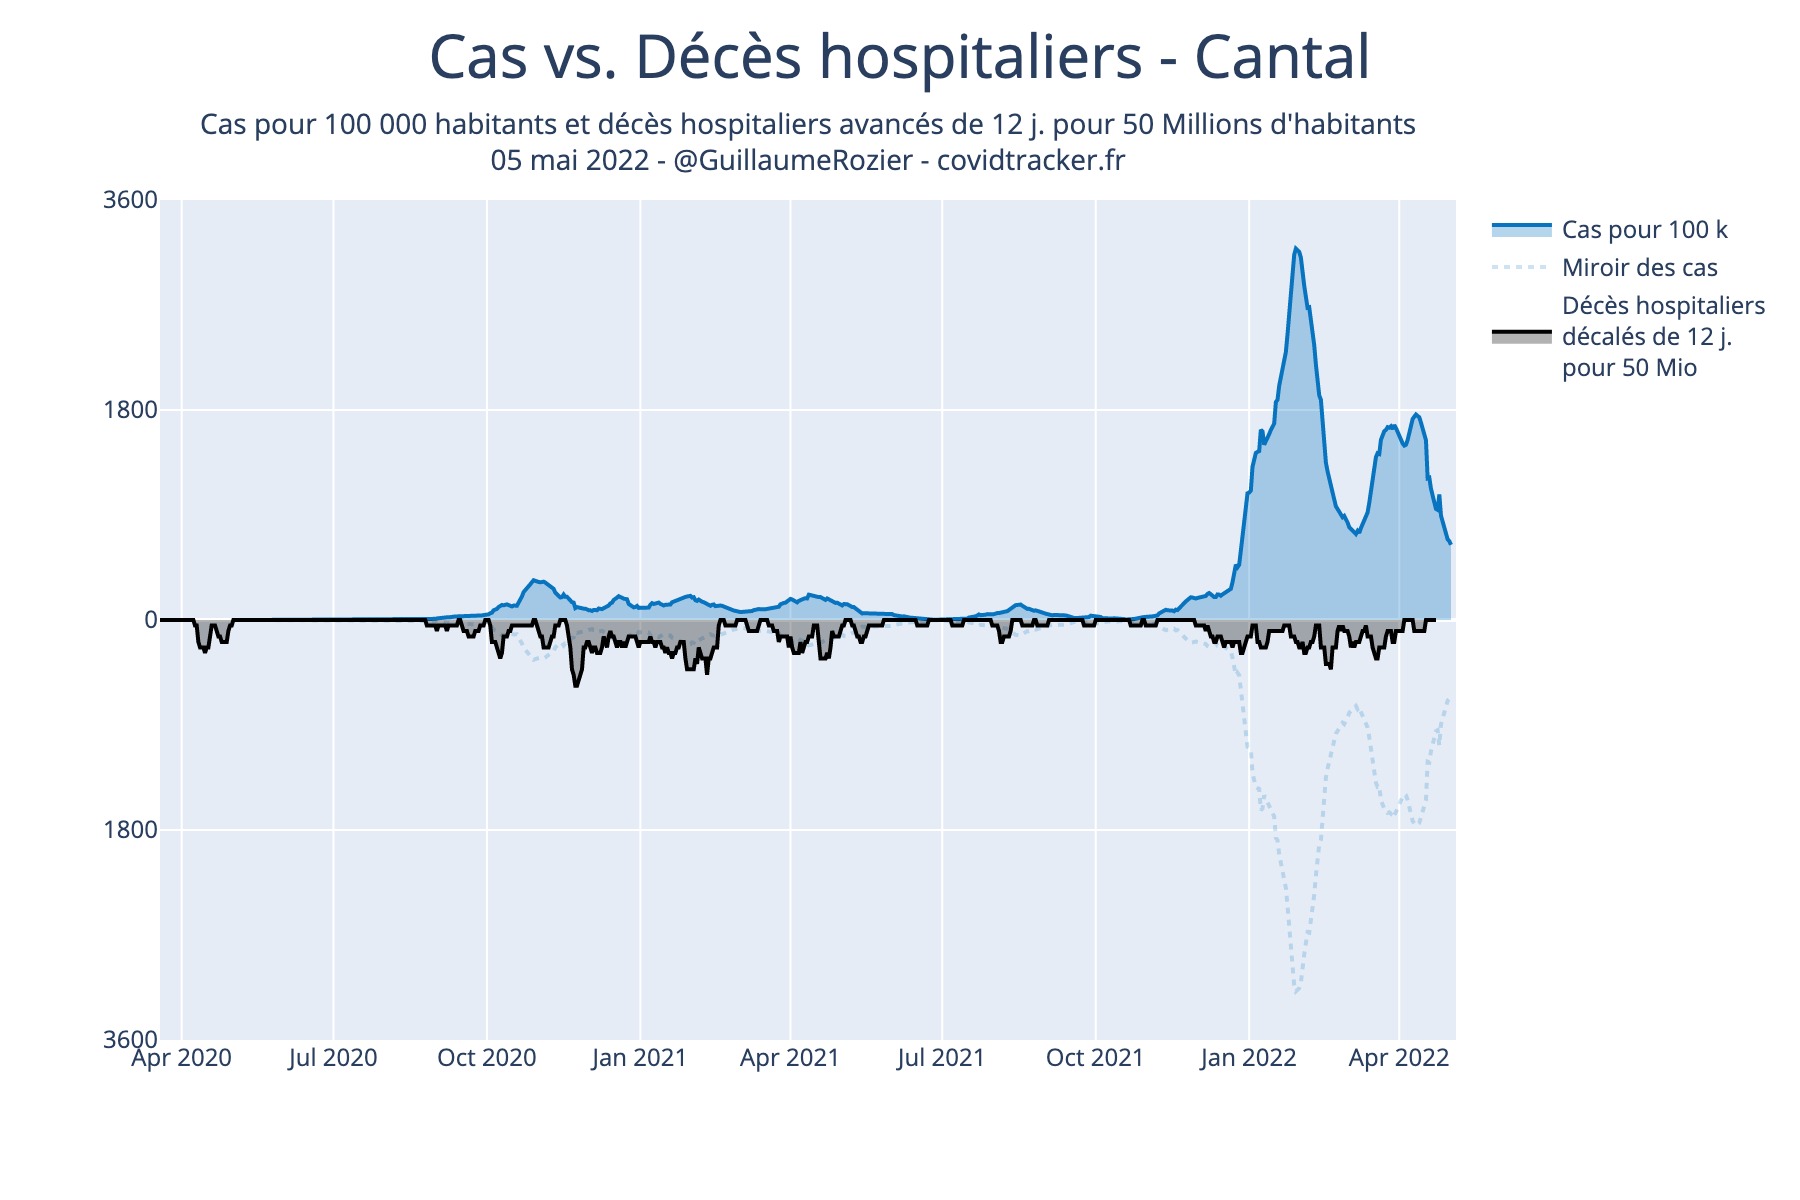 Cas vs. Décès hospitaliers - Cantal
Cas pour 100 000 habitants et décès hospitaliers avancés de 12 j. pour 50 Millions d'habitants
05 mai 2022 - @GuillaumeRozier - covidtracker.fr
3600
1800
0
1800
3600
Apr 2020
Jul 2020
Oct 2020
Jan 2021
Apr 2021
Jul 2021
Oct 2021
Jan 2022
Apr 2022
Cas pour 100 k
Miroir des cas
Décès hospitaliers
décalés de 12 j.
pour 50 Mio